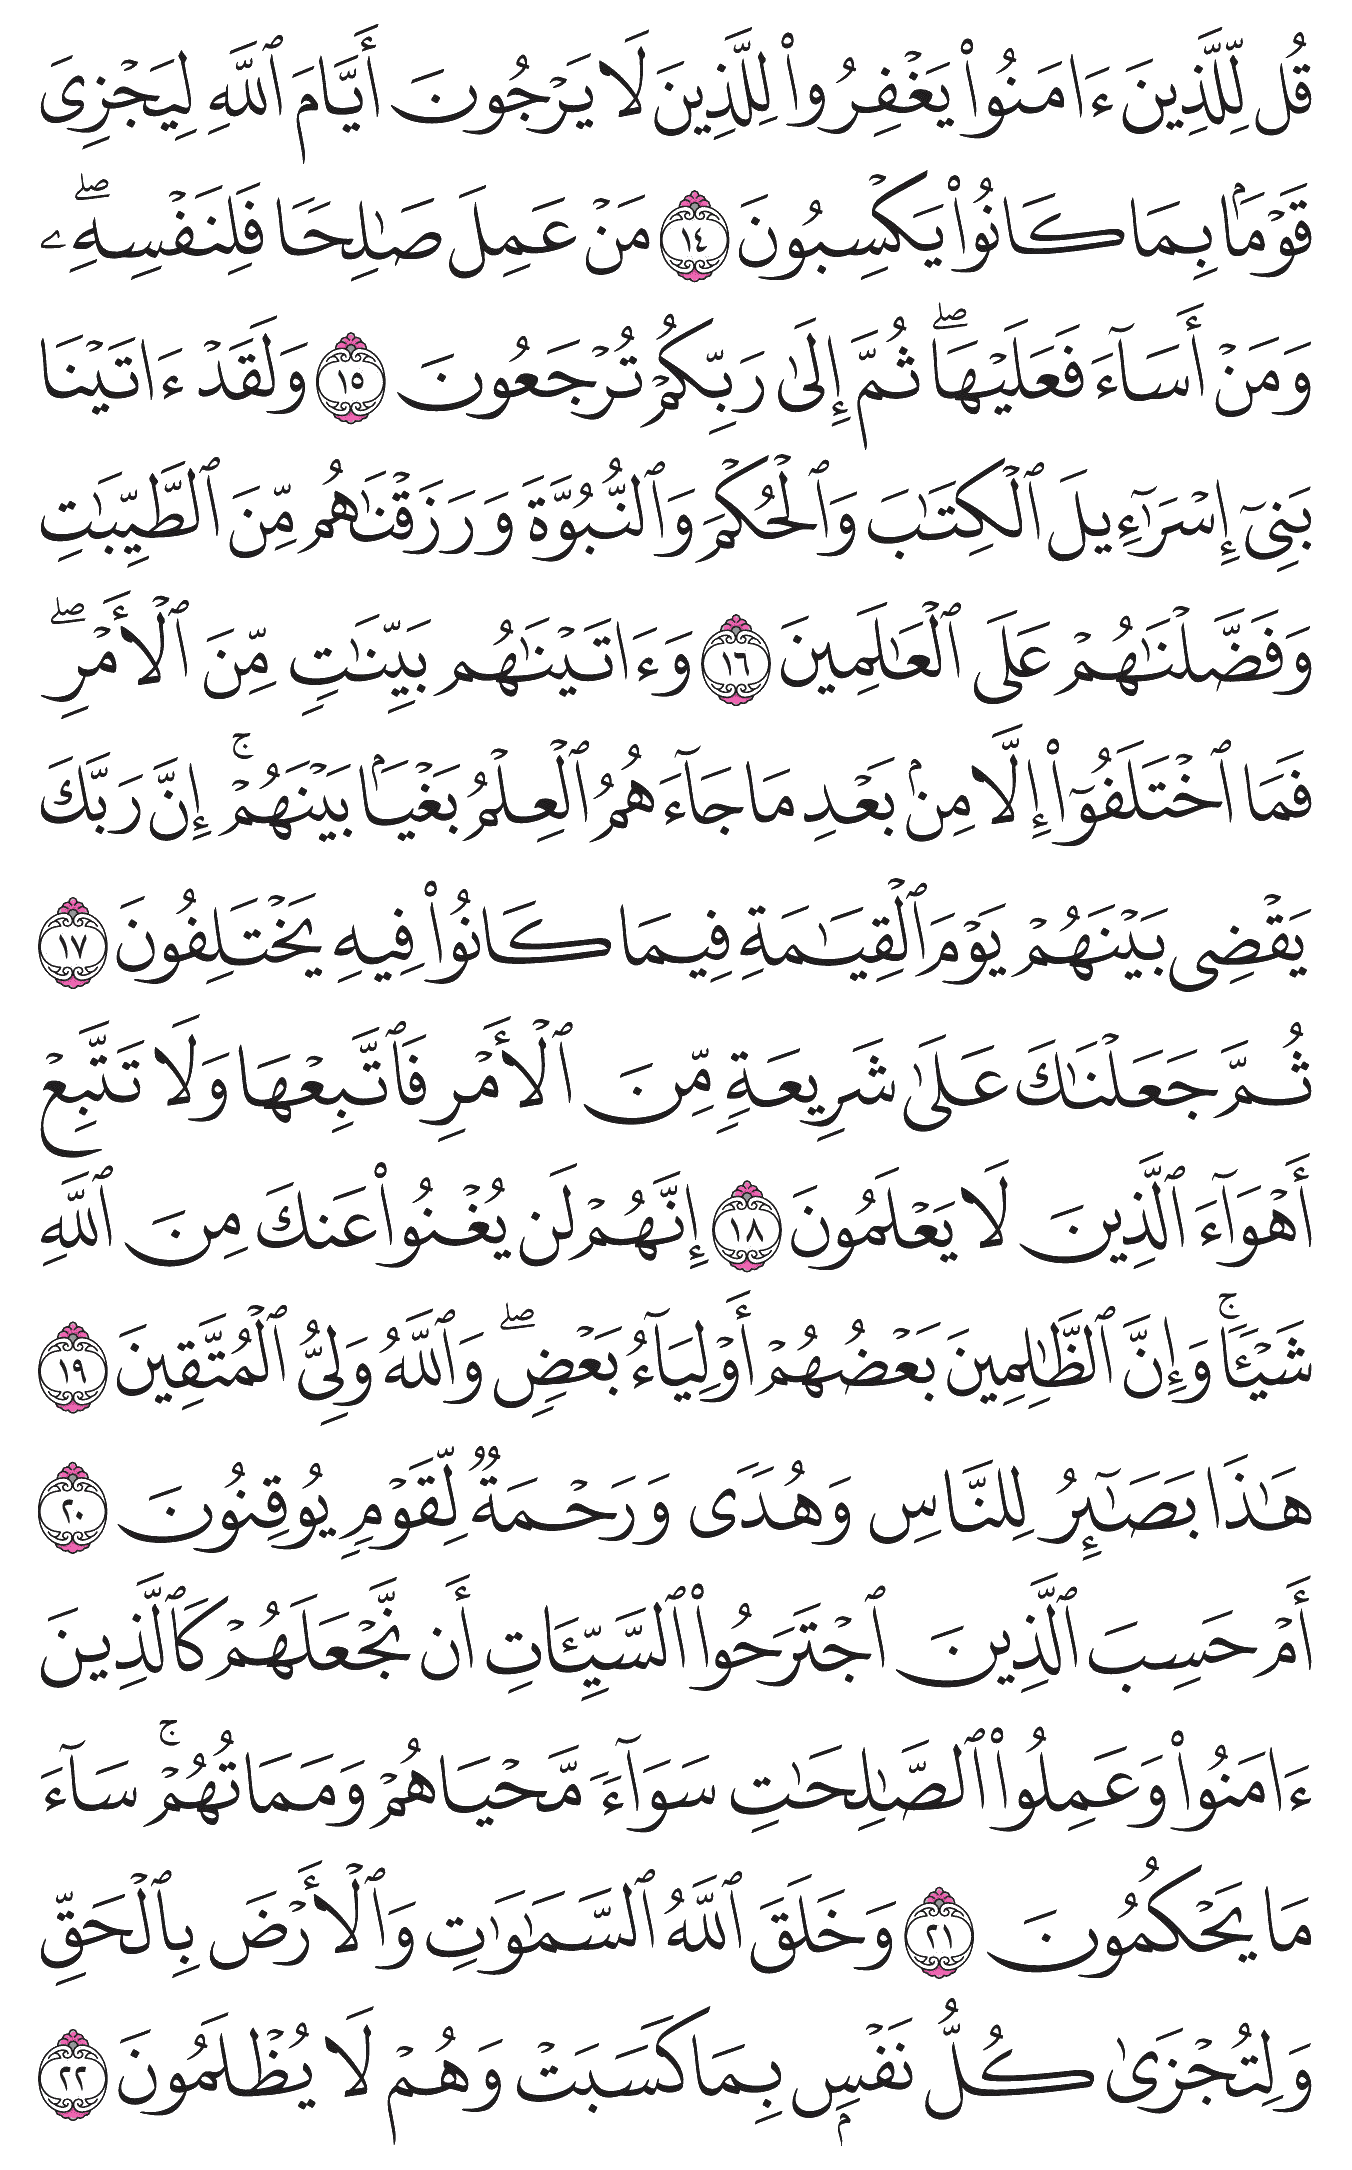 قُل لِّلَّذِينَ ءَامَنُوا۟ يَغْفِرُوا۟ لِلَّذِينَ لَا يَرْجُونَ أَيَّامَ ٱللَّهِ لِيَجْزِىَ
قَوْمًۢا بِمَا كَانُوا۟ يَكْسِبُونَ ١٤ مَنْ عَمِلَ صَـٰلِحًا فَلِنَفْسِهِۦ ۖ
وَمَنْ أَسَآءَ فَعَلَيْهَا ۖ ثُمَّ إِلَىٰ رَبِّكُمْ تُرْجَعُونَ ١٥ وَلَقَدْ ءَاتَيْنَا
بَنِىٓ إِسْرَٰٓءِيلَ ٱلْكِتَـٰبَ وَٱلْحُكْمَ وَٱلنُّبُوَّةَ وَرَزَقْنَـٰهُم مِّنَ ٱلطَّيِّبَـٰتِ
وَفَضَّلْنَـٰهُمْ عَلَى ٱلْعَـٰلَمِينَ ١٦ وَءَاتَيْنَـٰهُم بَيِّنَـٰتٍ مِّنَ ٱلْأَمْرِ ۖ
فَمَا ٱخْتَلَفُوٓا۟ إِلَّا مِنۢ بَعْدِ مَا جَآءَهُمُ ٱلْعِلْمُ بَغْيًۢا بَيْنَهُمْ ۚ إِنَّ رَبَّكَ
يَقْضِى بَيْنَهُمْ يَوْمَ ٱلْقِيَـٰمَةِ فِيمَا كَانُوا۟ فِيهِ يَخْتَلِفُونَ ١٧
ثُمَّ جَعَلْنَـٰكَ عَلَىٰ شَرِيعَةٍ مِّنَ ٱلْأَمْرِ فَٱتَّبِعْهَا وَلَا تَتَّبِعْ
أَهْوَآءَ ٱلَّذِينَ لَا يَعْلَمُونَ ١٨ إِنَّهُمْ لَن يُغْنُوا۟ عَنكَ مِنَ ٱللَّهِ
شَيْـًٔا ۚ وَإِنَّ ٱلظَّـٰلِمِينَ بَعْضُهُمْ أَوْلِيَآءُ بَعْضٍ ۖ وَٱللَّهُ وَلِىُّ ٱلْمُتَّقِينَ ١٩
هَـٰذَا بَصَـٰٓئِرُ لِلنَّاسِ وَهُدًى وَرَحْمَةٌ لِّقَوْمٍ يُوقِنُونَ ٢٠
أَمْ حَسِبَ ٱلَّذِينَ ٱجْتَرَحُوا۟ ٱلسَّيِّـَٔاتِ أَن نَّجْعَلَهُمْ كَٱلَّذِينَ
ءَامَنُوا۟ وَعَمِلُوا۟ ٱلصَّـٰلِحَـٰتِ سَوَآءً مَّحْيَاهُمْ وَمَمَاتُهُمْ ۚ سَآءَ
مَا يَحْكُمُونَ ٢١ وَخَلَقَ ٱللَّهُ ٱلسَّمَـٰوَٰتِ وَٱلْأَرْضَ بِٱلْحَقِّ
وَلِتُجْزَىٰ كُلُّ نَفْسٍۭ بِمَا كَسَبَتْ وَهُمْ لَا يُظْلَمُونَ ٢٢